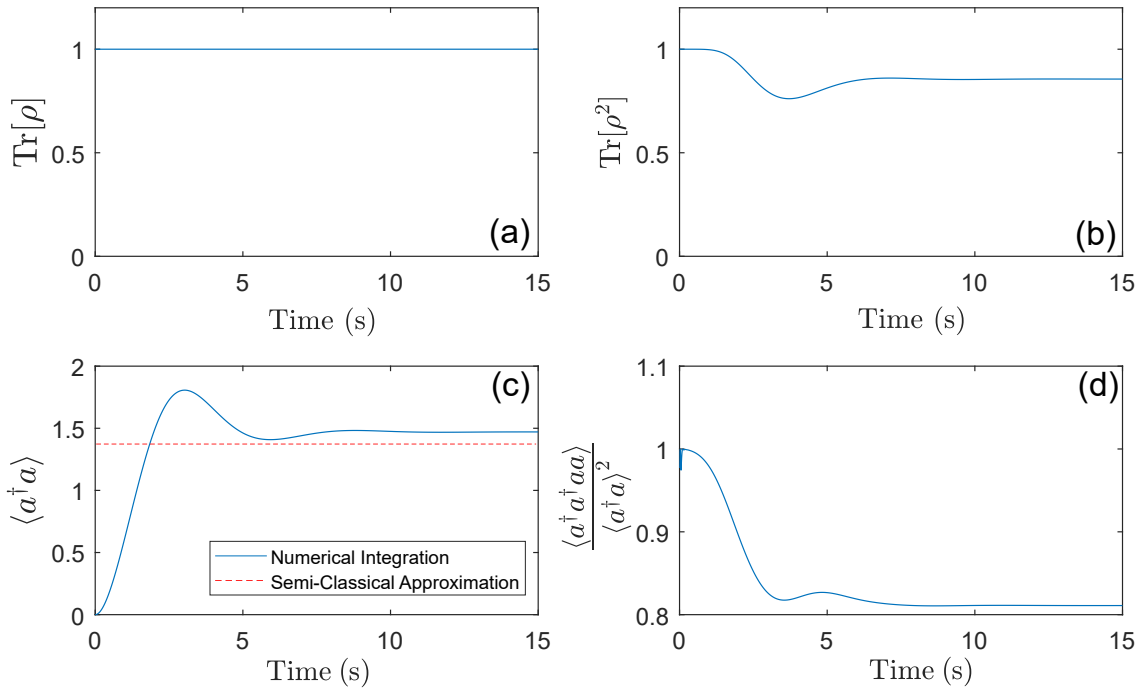 Tr[ρ]
1
0.5
0
(a)
0 5 10 15
Time (s)
Tr[ρ²]
1
0.5
0
(b)
0 5 10 15
Time (s)
⟨a†a⟩
2
1.5
1
0.5
0
(c)
Numerical Integration
Semi-Classical Approximation
0 5 10 15
Time (s)
⟨a†a†aa⟩
⟨a†a⟩²
1.1
1
0.9
0.8
(d)
0 5 10 15
Time (s)